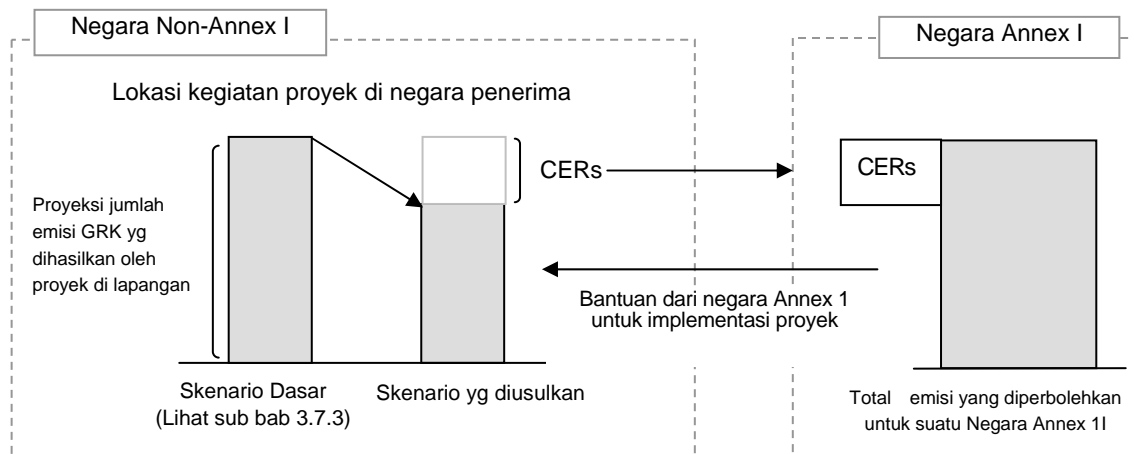 Negara Non-Annex I
Negara Annex I
Lokasi kegiatan proyek di negara penerima
CERs
CERs
Proyeksi jumlah
emisi GRK yg
dihasilkan oleh
proyek di lapangan
Bantuan dari negara Annex 1
untuk implementasi proyek
Skenario Dasar
(Lihat sub bab 3.7.3)
Skenario yg diusulkan
Total emisi yang diperbolehkan
untuk suatu Negara Annex 1I